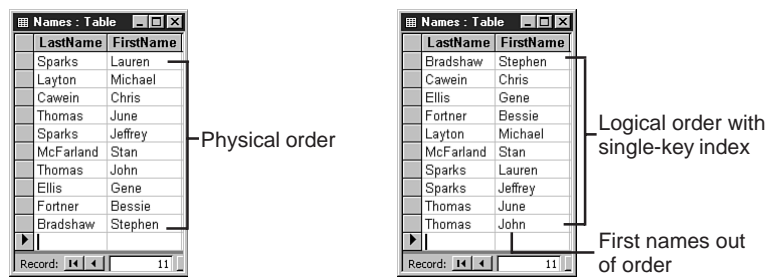 Names : Table
LastName FirstName
Sparks Lauren
Layton Michael
Cawein Chris
Thomas June
Sparks Jeffrey
McFarland Stan
Thomas John
Ellis Gene
Fortner Bessie
Bradshaw Stephen
Record: 11
Physical order
Names : Table
LastName FirstName
Bradshaw Stephen
Cawein Chris
Ellis Gene
Fortner Bessie
Layton Michael
McFarland Stan
Sparks Lauren
Sparks Jeffrey
Thomas June
Thomas John
Record: 11
Logical order with
single-key index
First names out
of order